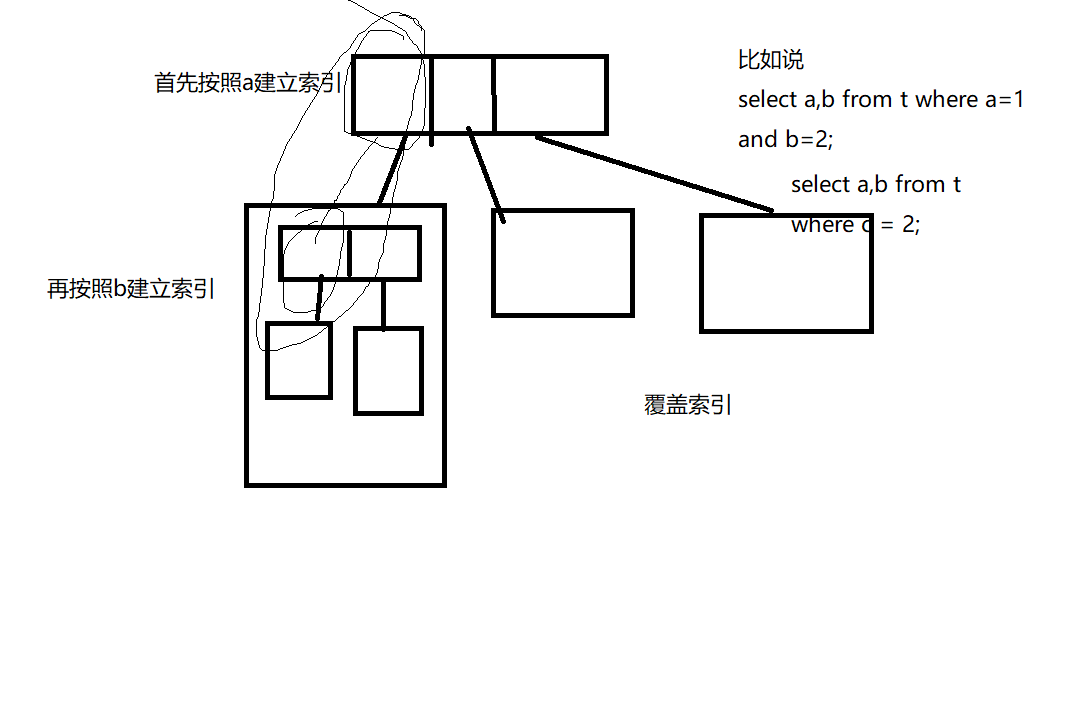 首先按照a建立索引
比如说
select a,b from t where a=1
and b=2;
select a,b from t
where c = 2;
再按照b建立索引
覆盖索引